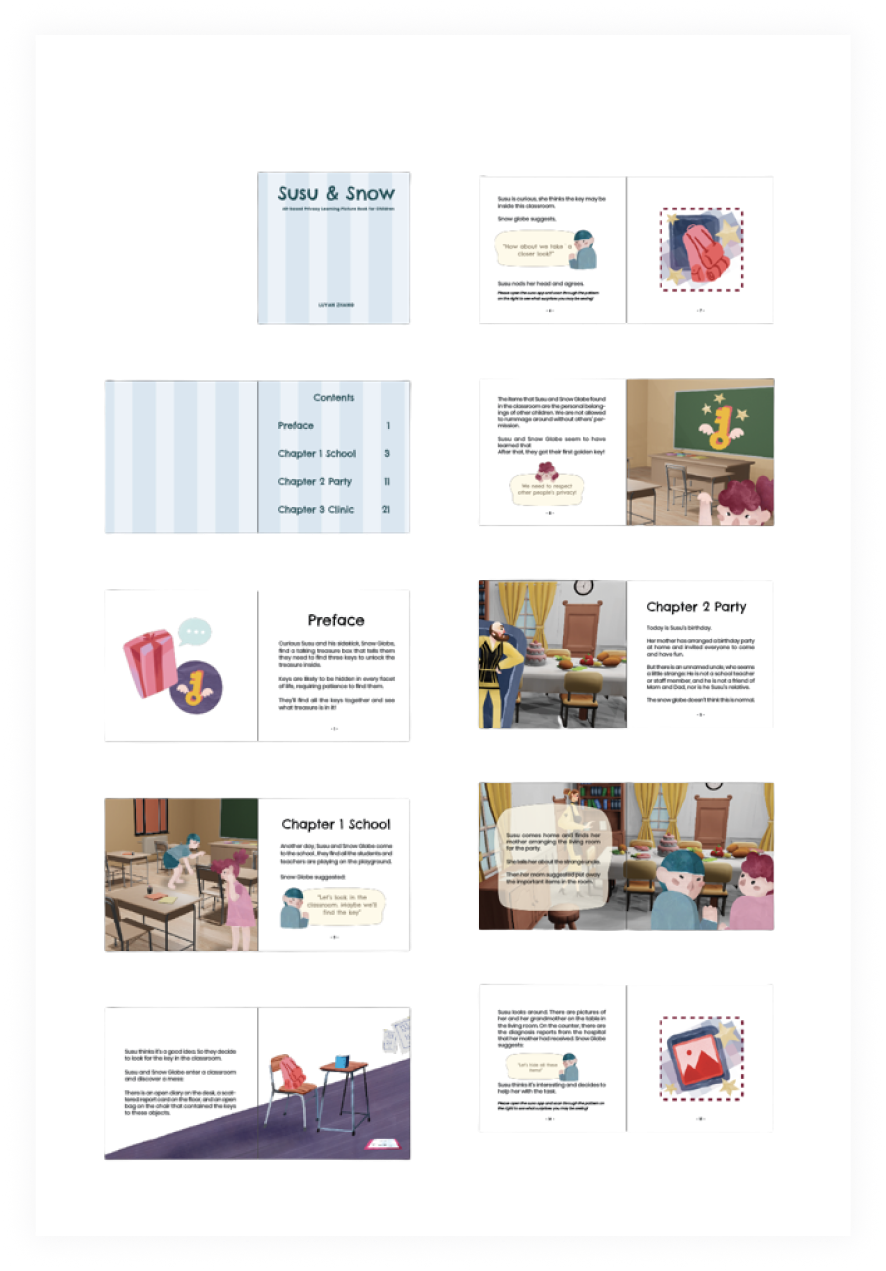 Susu & Snow
AR-based Privacy Learning Picture Book for Children
LUYAN ZHANG
Contents
Preface 1
Chapter 1 School 3
Chapter 2 Party 11
Chapter 3 Clinic 21
Preface
Curious Susu and his sidekick, Snow Globe,
find a talking treasure box that tells them
they need to find three keys to unlock the
treasure inside.
Keys are likely to be hidden in every facet
of life, requiring patience to find them.
They'll find all the keys together and see
what treasure is in it!
- 1 -
Chapter 1 School
Another day, Susu and Snow Globe come
to the school, they find all the students and
teachers are playing on the playground.
Snow Globe suggested:
"Let's look in the
classroom. Maybe we'll
find the key"
- 3 -
Susu thinks it's a good idea. So they decide
to look for the key in the classroom.
Susu and Snow Globe enter a classroom
and discover a mess:
There is an open diary on the desk, a scat-
tered report card on the floor, and an open
bag on the chair that contained the keys
to these objects.
Susu is curious, she thinks the key may be
inside this classroom.
Snow globe suggests,
"How about we take a
closer look?"
Susu nods her head and agrees.
Please open the susu app and scan through the pattern
on the right to see what surprises you may be seeing!
- 6 -
- 7 -
The items that Susu and Snow Globe found
in the classroom are the personal belong-
ings of other children. We are not allowed
to rummage around without others' per-
mission.
Susu and Snow Globe seem to have
learned that
After that, they got their first golden key!
We need to respect
other people's privacy!
- 8 -
Chapter 2 Party
Today is Susu's birthday.
Her mother has arranged a birthday party
at home and invited everyone to come
and have fun.
But there is an unnamed uncle, who seems
a little strange: He is not a school teacher
or staff member, and he is not a friend of
Mom and Dad, nor is he Susu's relative.
The snow globe doesn't think this is normal.
Susu comes home and finds her
mother arranging the living room
for the party.
She tells her about the strange uncle.
Then her mom suggested put away
the important items in the room.
Susu looks around. There are pictures of
her and her grandmother on the table in
the living room. On the counter, there are
the diagnosis reports from the hospital
that her mother had received. Snow Globe
suggests:
"Let's hide all these
items!"
Susu thinks it's interesting and decides to
help her with the task.
Please open the susu app and scan through the pattern
on the right to see what surprises you may be seeing!